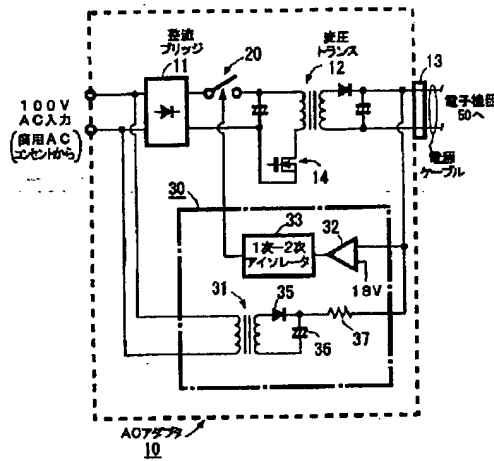 整流
ブリッジ
11
20
変圧
トランス
12
13
100V
AC入力
(商用AC
コンセントから)
電子機器
50へ
電源
ケーブル
14
30
33
32
1次-2次
アイソレータ
18V
31
35
36
37
ACアダプタ
10